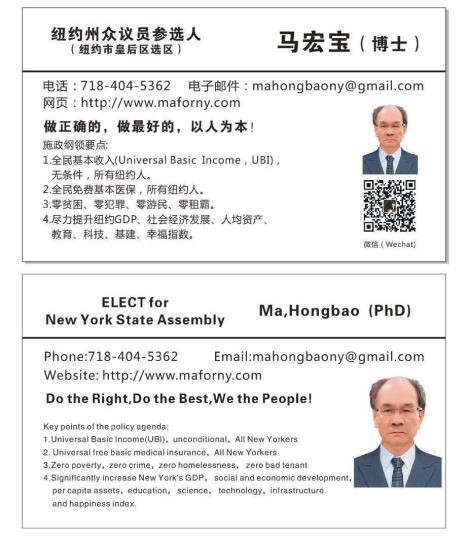 纽约州众议员参选人
（纽约市皇后区选区）
马宏宝（博士）
电话：718-404-5362 电子邮件：mahongbaony@gmail.com
网页：http://www.maforny.com
做正确的，做最好的，以人为本！
施政纲领要点:
1.全民基本收入(Universal Basic Income，UBI)，
无条件，所有纽约人。
2.全民免费基本医保，所有纽约人。
3.零贫困、零犯罪、零游民、零租霸。
4.尽力提升纽约GDP、社会经济发展、人均资产、
教育、科技、基建、幸福指数。
微信（Wechat)
ELECT for
New York State Assembly
Ma,Hongbao (PhD)
Phone:718-404-5362 Email:mahongbaony@gmail.com
Website: http://www.maforny.com
Do the Right,Do the Best,We the People!
Key points of the policy agenda:
1.Universal Basic Income(UBI)，unconditional，All New Yorkers
2. Universal free basic medical insurance，All New Yorkers
3.Zero poverty，zero crime，zero homelessness， zero bad tenant
4.Significantly increase New York's GDP， social and economic development，
per capita assets， education， science， technology，infrastructure
and happiness index.